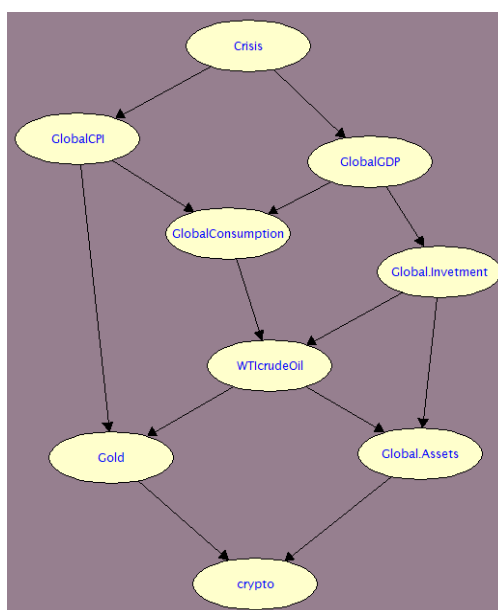 Crisis
GlobalCPI
GlobalGDP
GlobalConsumption
Global.Invetment
WTIcrudeOil
Gold
Global.Assets
crypto